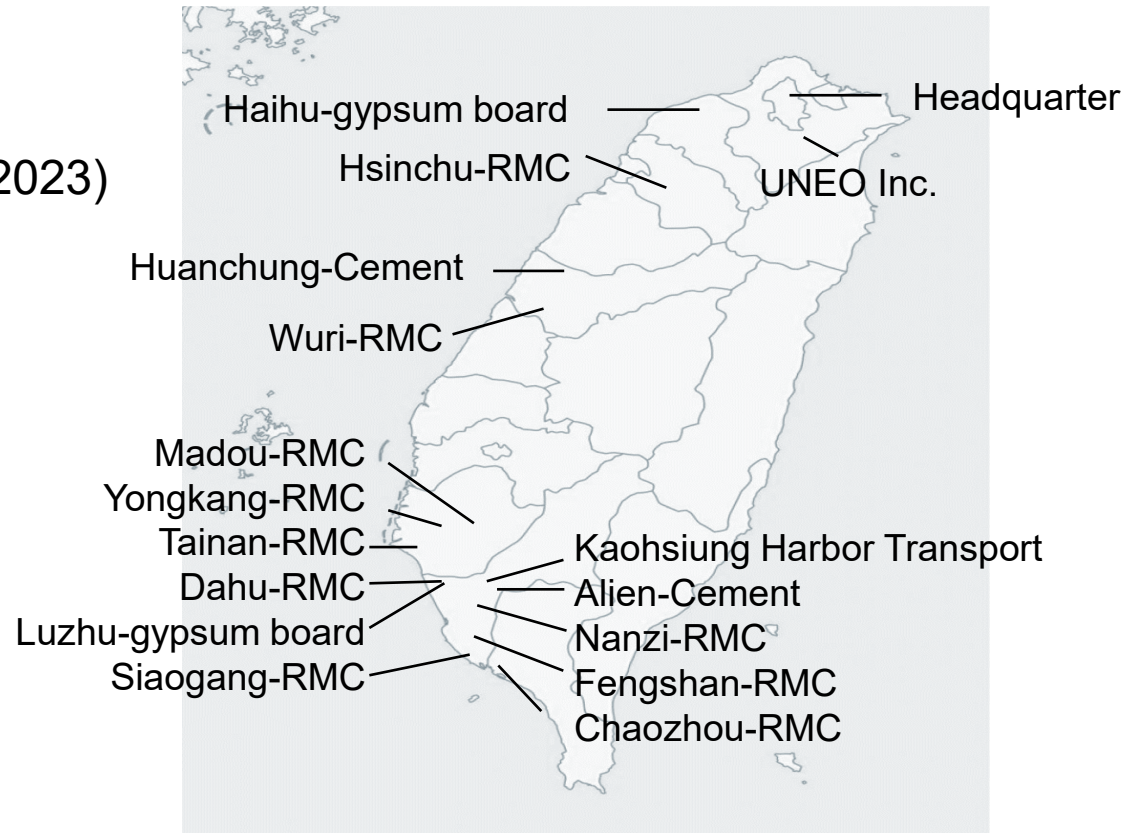 Headquarter
Haihu-gypsum board
2023)
Hsinchu-RMC
UNEO Inc.
Huanchung-Cement
Wuri-RMC
Madou-RMC
Yongkang-RMC
Tainan-RMC
Dahu-RMC
Luzhu-gypsum board
Siaogang-RMC
Kaohsiung Harbor Transport
Alien-Cement
Nanzi-RMC
Fengshan-RMC
Chaozhou-RMC